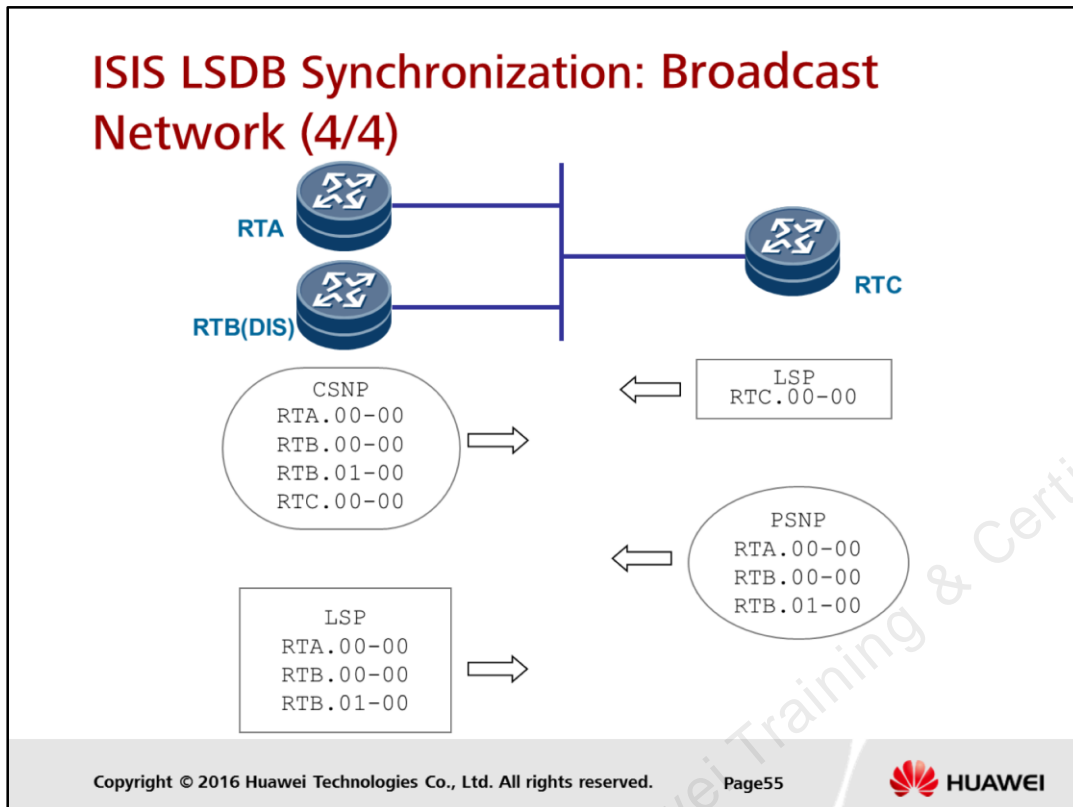 ISIS LSDB Synchronization: Broadcast
Network (4/4)
RTA
RTB(DIS)
RTC
CSNP
RTA.00-00
RTB.00-00
RTB.01-00
RTC.00-00
LSP
RTC.00-00
PSNP
RTA.00-00
RTB.00-00
RTB.01-00
LSP
RTA.00-00
RTB.00-00
RTB.01-00
Training & Certi
Copyright © 2016 Huawei Technologies Co., Ltd. All rights reserved.
Page55
HUAWEI